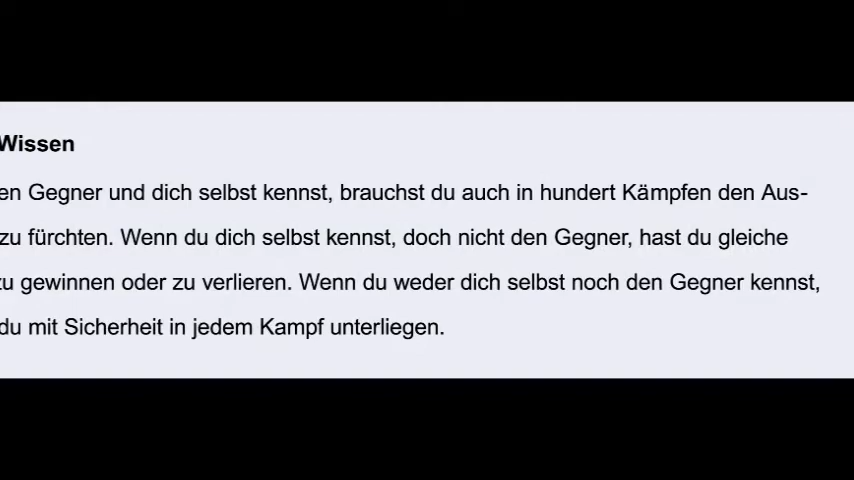 Wissen
en Gegner und dich selbst kennst, brauchst du auch in hundert Kämpfen den Aus-
zu fürchten. Wenn du dich selbst kennst, doch nicht den Gegner, hast du gleiche
zu gewinnen oder zu verlieren. Wenn du weder dich selbst noch den Gegner kennst,
du mit Sicherheit in jedem Kampf unterliegen.